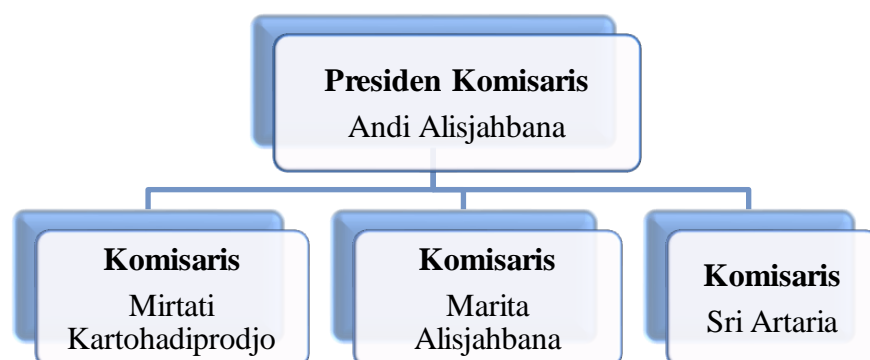 Presiden Komisaris
Andi Alisjahbana
Komisaris
Mirtati
Kartohadiprodjo
Komisaris
Marita
Alisjahbana
Komisaris
Sri Artaria